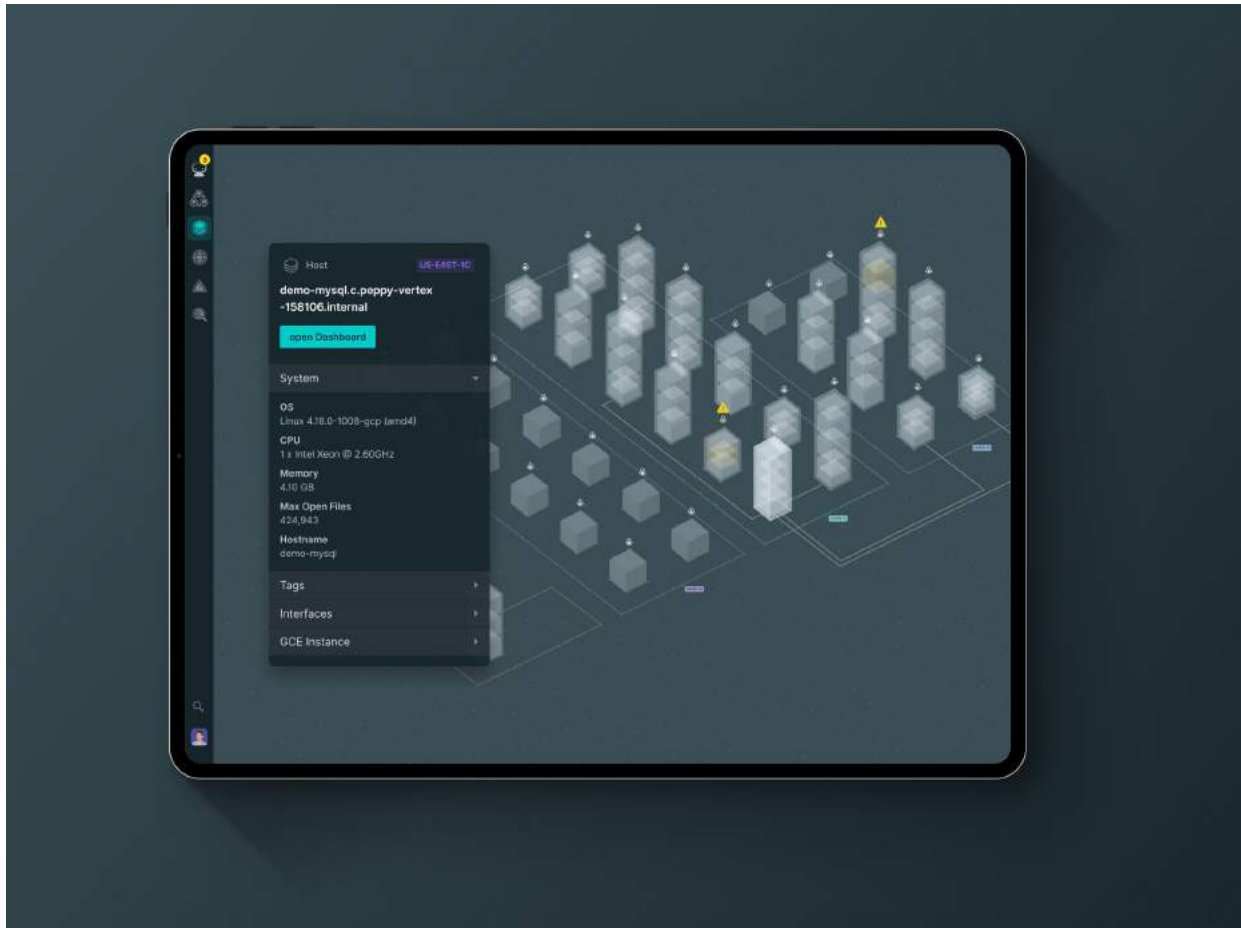 Host
US-EAST-1C
demo-mysql.c.peppy-vertex
-158106.internal
open Dashboard
System
OS
Linux 4.18.0-1008-gcp (amd4)
CPU
1 x Intel Xeon @ 2.60GHz
Memory
4.10 GB
Max Open Files
424,943
Hostname
demo-mysql
Tags
Interfaces
GCE Instance